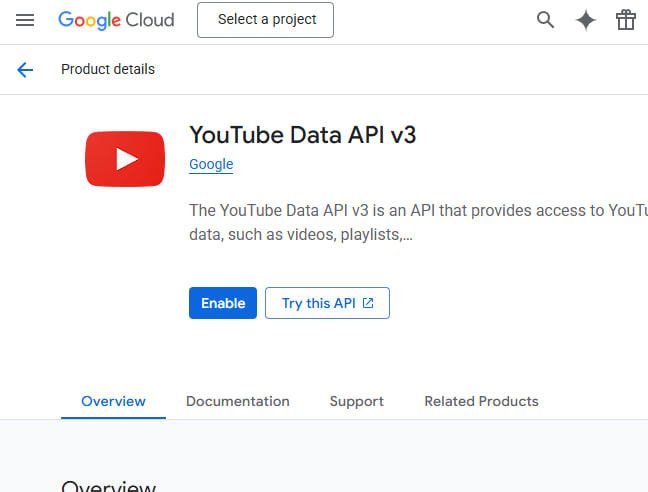 Google Cloud
Select a project
Product details
YouTube Data API v3
Google
The YouTube Data API v3 is an API that provides access to YouTu
data, such as videos, playlists,…
Enable
Try this API
Overview
Documentation
Support
Related Products
Overview